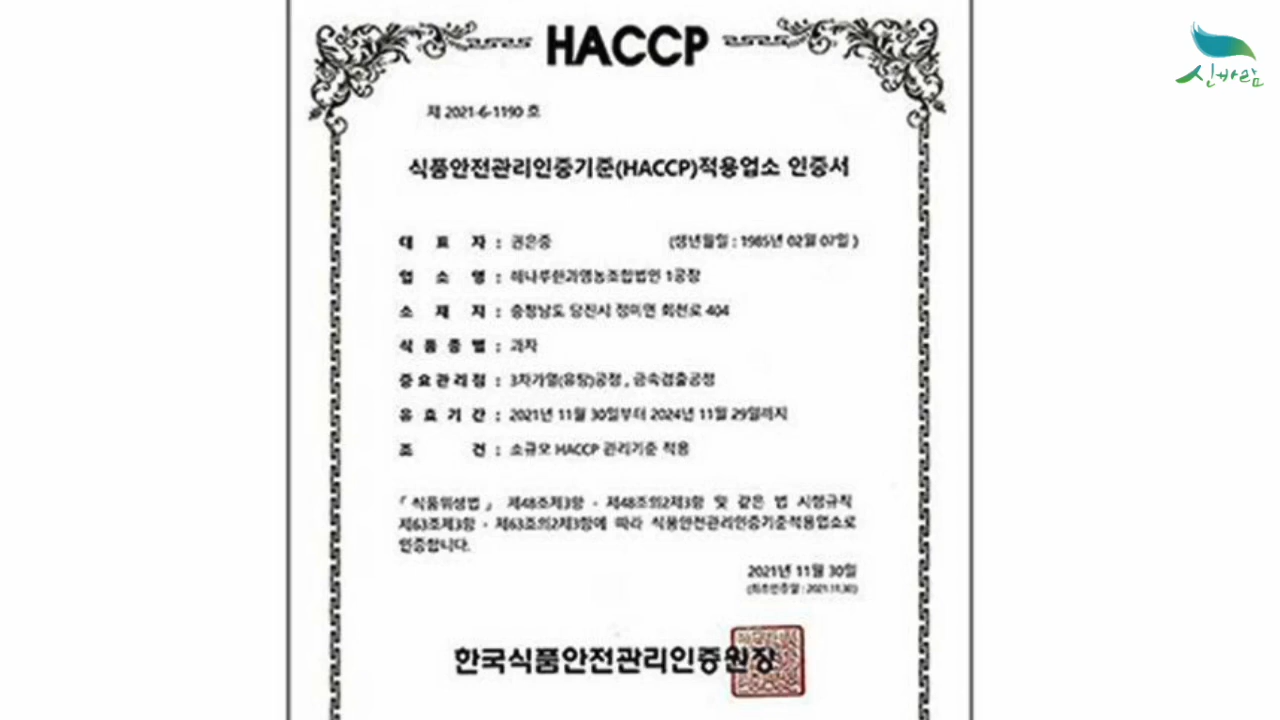 HACCP
신바람
제 2021-6-1190 호
식품안전관리인증기준(HACCP)적용업소 인증서
대 표 자 : 권은중 (생년월일 : 1985년 02월 07일)
업 소 명 : 해나루한과영농조합법인 1공장
소 재 지 : 충청남도 당진시 정미면 회천로 404
식 품 종 별 : 과자
중요관리점 : 3차가열(유탕)공정 , 금속검출공정
유 효 기 간 : 2021년 11월 30일부터 2024년 11월 29일까지
조 건 : 소규모 HACCP 관리기준 적용
「식품위생법」 제48조제3항 · 제48조의2제3항 및 같은 법 시행규칙
제63조제3항 · 제63조의2제3항에 따라 식품안전관리인증기준적용업소로
인증합니다.
2021년 11월 30일
(최초인증일 : 2021.11.30)
한국식품안전관리인증원장